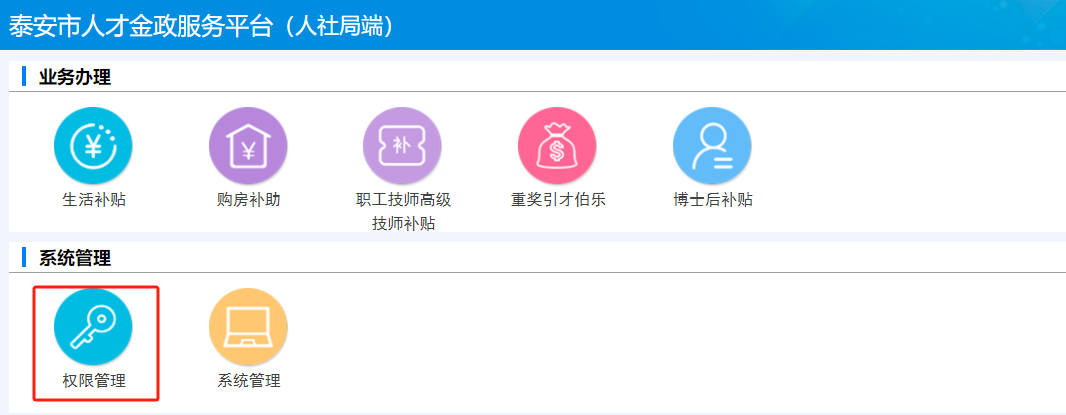 泰安市人才金政服务平台（人社局端）
业务办理
¥
¥
补
$
生活补贴
购房补助
职工技师高级
技师补贴
重奖引才伯乐
博士后补贴
系统管理
权限管理
系统管理